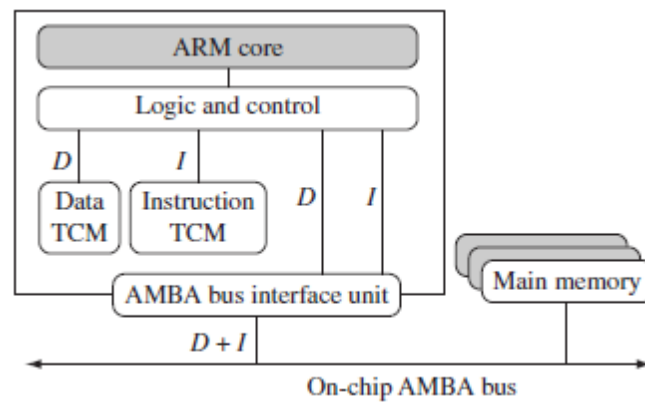 ARM core
Logic and control
D
I
D
I
Data
TCM
Instruction
TCM
Main memory
AMBA bus interface unit
D + I
On-chip AMBA bus